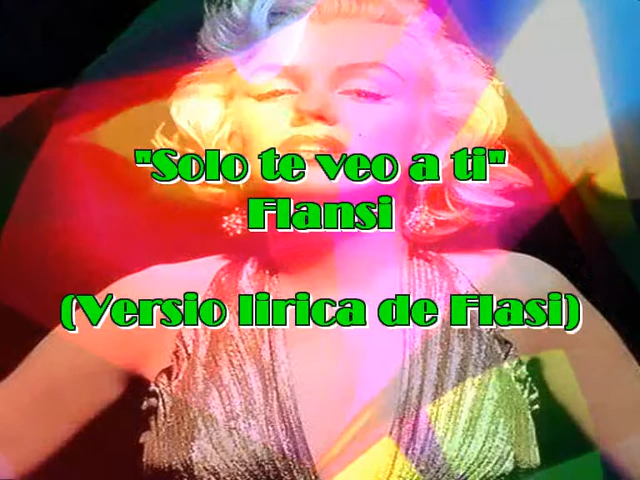 "Solo te veo a ti"
Flansi
(Versio lirica de Flasi)